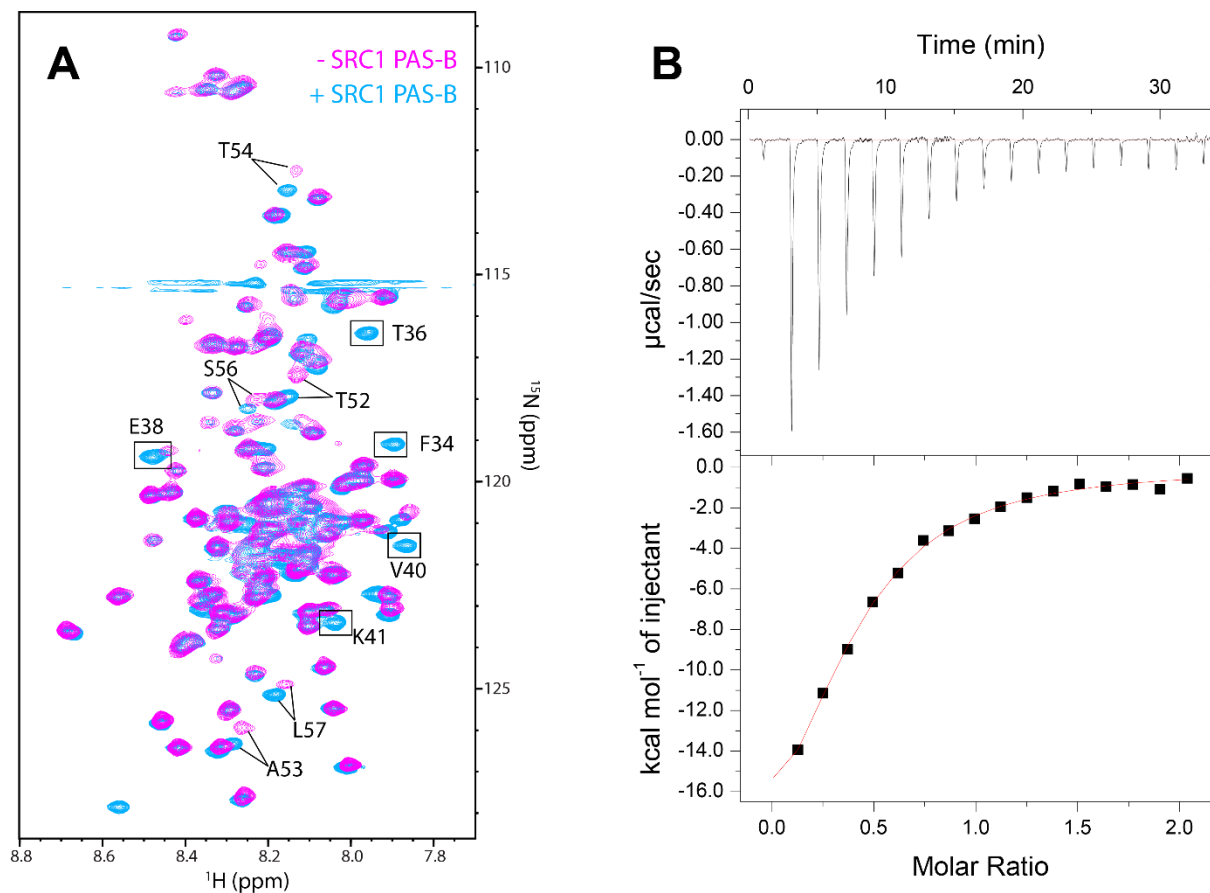 A
- SRC1 PAS-B
+ SRC1 PAS-B
T54
T36
S56
T52
E38
F34
V40
K41
L57
A53
110
115
120
125
¹⁵N (ppm)
8.8 8.6 8.4 8.2 8.0 7.8
¹H (ppm)
B
Time (min)
0 10 20 30
0.00
-0.20
-0.40
-0.60
-0.80
-1.00
-1.20
-1.40
-1.60
µcal/sec
0.0
-2.0
-4.0
-6.0
-8.0
-10.0
-12.0
-14.0
-16.0
kcal mol⁻¹ of injectant
0.0 0.5 1.0 1.5 2.0
Molar Ratio